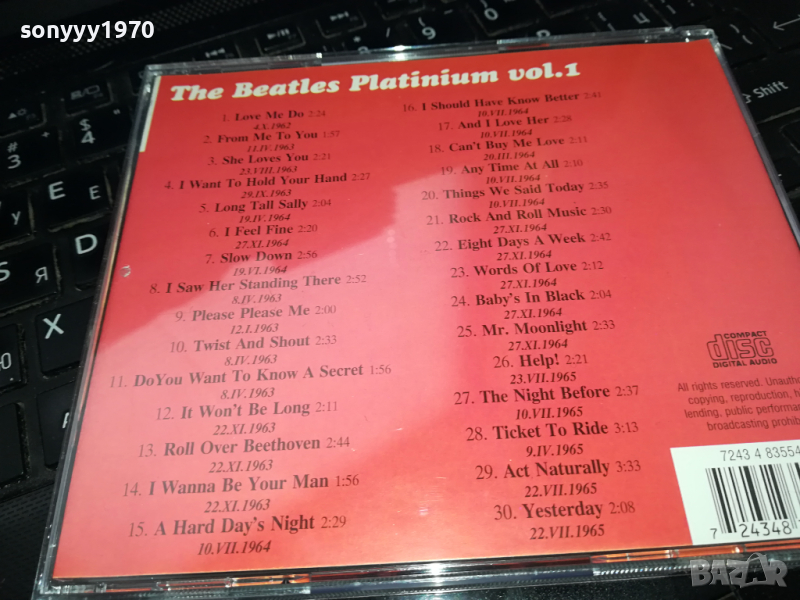 sonyyy1970
The Beatles Platinium vol.1
1. Love Me Do 2:24
4.X.1962
2. From Me To You 1:57
11.IV.1963
3. She Loves You 2:21
23.VIII.1963
4. I Want To Hold Your Hand 2:27
29.IX.1963
5. Long Tall Sally 2:04
19.IV.1964
6. I Feel Fine 2:20
27.XI.1964
7. Slow Down 2:56
19.VI.1964
8. I Saw Her Standing There 2:52
8.IV.1963
9. Please Please Me 2:00
12.I.1963
10. Twist And Shout 2:33
8.IV.1963
11. DoYou Want To Know A Secret 1:56
8.IV.1963
12. It Won't Be Long 2:11
22.XI.1963
13. Roll Over Beethoven 2:44
22.XI.1963
14. I Wanna Be Your Man 1:56
22.XI.1963
15. A Hard Day's Night 2:29
10.VII.1964
16. I Should Have Know Better 2:41
10.VII.1964
17. And I Love Her 2:28
10.VII.1964
18. Can't Buy Me Love 2:11
20.III.1964
19. Any Time At All 2:10
10.VII.1964
20. Things We Said Today 2:35
10.VII.1964
21. Rock And Roll Music 2:30
27.XI.1964
22. Eight Days A Week 2:42
27.XI.1964
23. Words Of Love 2:12
27.XI.1964
24. Baby's In Black 2:04
27.XI.1964
25. Mr. Moonlight 2:33
27.XI.1964
26. Help! 2:21
23.VII.1965
27. The Night Before 2:37
10.VII.1965
28. Ticket To Ride 3:13
9.IV.1965
29. Act Naturally 3:33
22.VII.1965
30. Yesterday 2:08
22.VII.1965
COMPACT
disc
DIGITAL AUDIO
All rights reserved.
copying, reproduction,
lending, public
broadcasting
7243 4 83554
7 24348
Shift
BAZAR